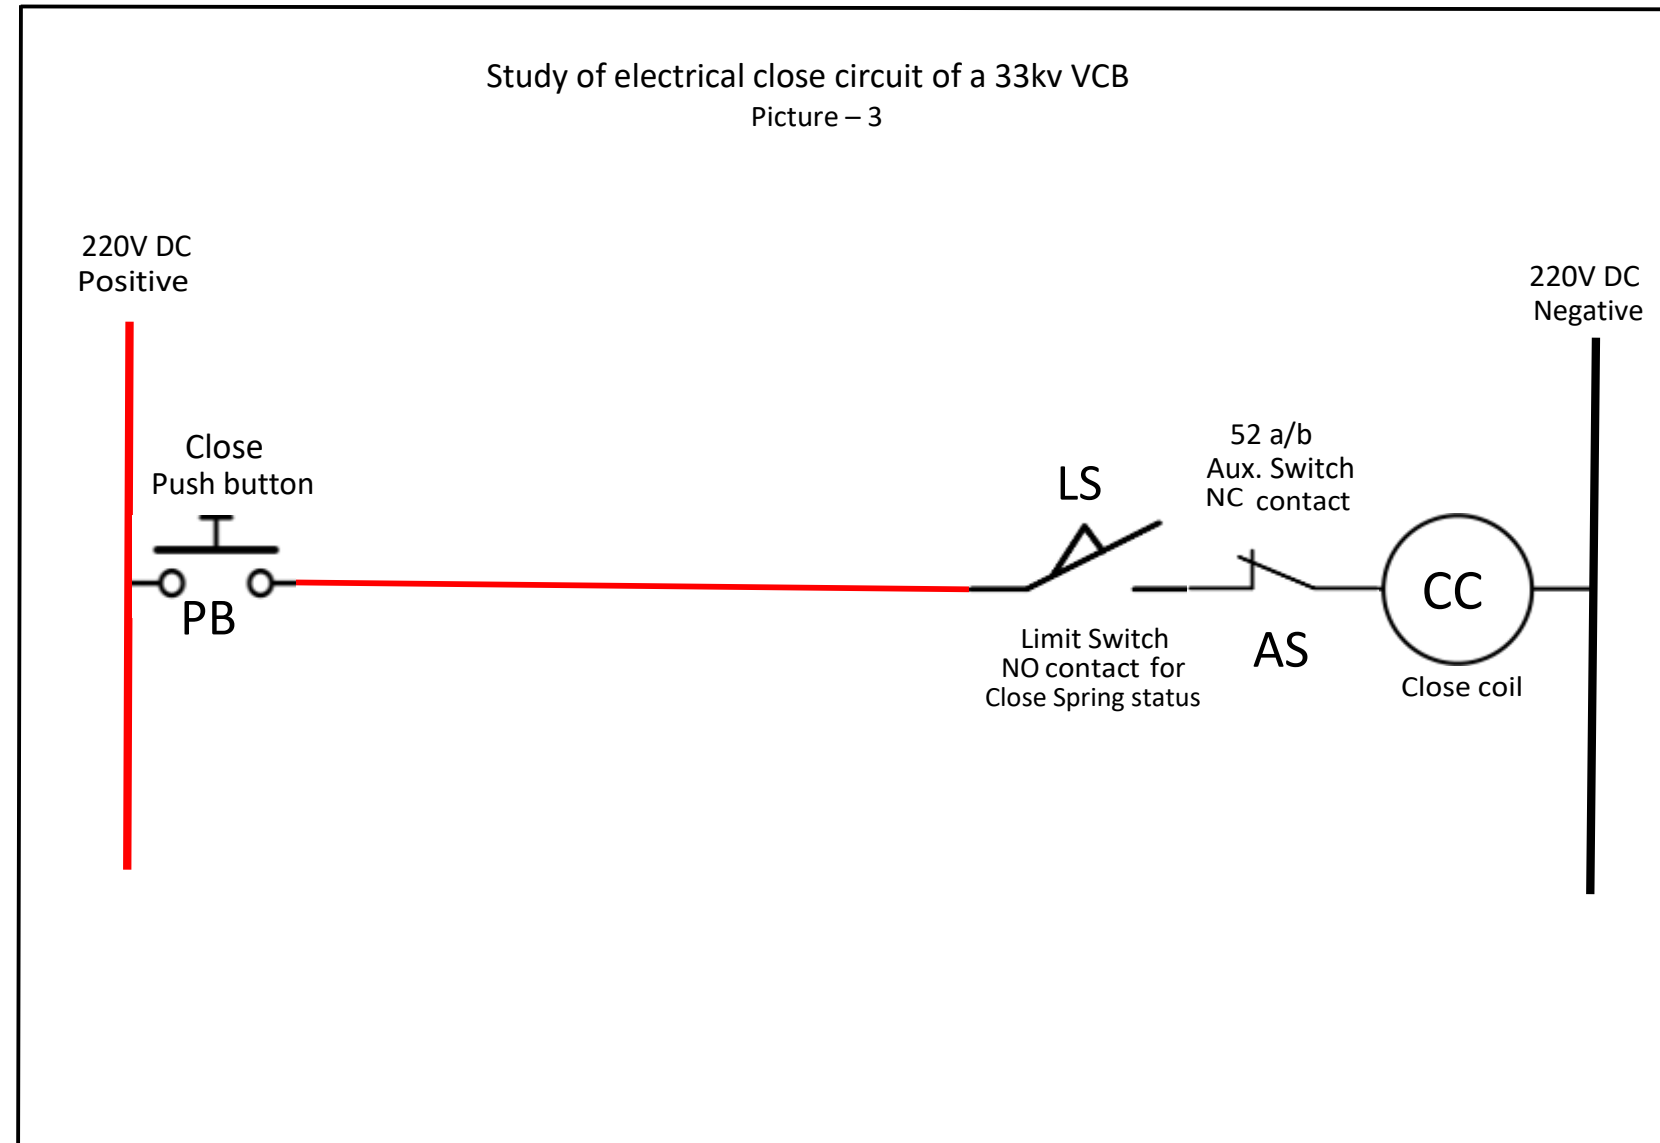 Study of electrical close circuit of a 33kv VCB
Picture – 3
220V DC
Positive
220V DC
Negative
Close
Push button
PB
LS
Limit Switch
NO contact for
Close Spring status
52 a/b
Aux. Switch
NC contact
AS
CC
Close coil